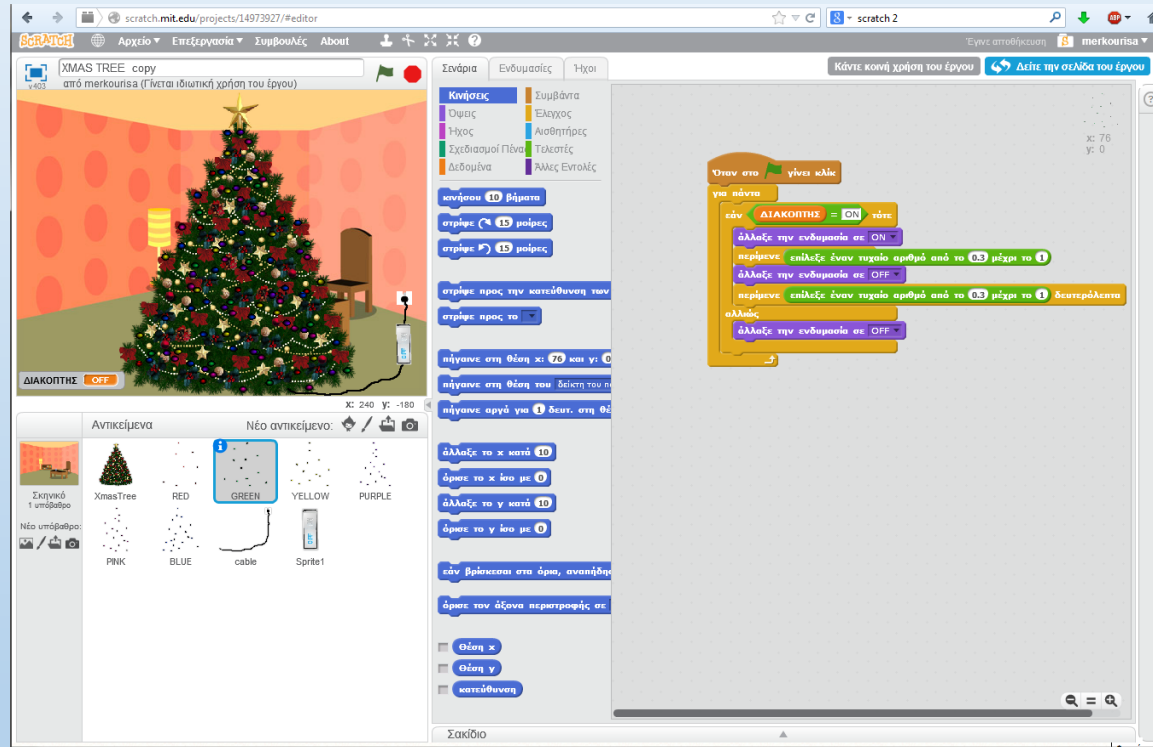 scratch.mit.edu/projects/14973927/#editor
scratch 2
ABP
SCRATCH Αρχείο Επεξεργασία Συμβουλές About Έγινε αποθήκευση merkourisa
XMAS TREE copy
v403 από merkourisa (Γίνεται ιδιωτική χρήση του έργου)
ΔΙΑΚΟΠΤΗΣ OFF
X: 240 y: -180
Αντικείμενα Νέο αντικείμενο:
Σκηνικό
1 υπόβαθρο
Νέο υπόβαθρο:
XmasTree RED GREEN YELLOW PURPLE
PINK BLUE cable Sprite1
Σενάρια Ενδυμασίες Ήχοι
Κάντε κοινή χρήση του έργου Δείτε την σελίδα του έργου
Κινήσεις Συμβάντα
Όψεις Έλεγχος
Ήχος Αισθητήρες
Σχεδιασμοί Πένας Τελεστές
Δεδομένα Άλλες Εντολές
κινήσου 10 βήματα
στρίψε 15 μοίρες
στρίψε 15 μοίρες
στρίψε προς την κατεύθυνση των
στρίψε προς το
πήγαινε στη θέση x: 76 και y: 0
πήγαινε στη θέση του δείκτη του
πήγαινε αργά για 1 δευτ. στη θέ
άλλαξε το x κατά 10
όρισε το x ίσο με 0
άλλαξε το y κατά 10
όρισε το y ίσο με 0
εάν βρίσκεσαι στα όρια, αναπήδη
όρισε τον άξονα περιστροφής σε
Θέση x
Θέση y
κατεύθυνση
x: 76
y: 0
Όταν στο γίνει κλίκ
για πάντα
εάν ΔΙΑΚΟΠΤΗΣ = ON τότε
άλλαξε την ενδυμασία σε ON
περίμενε επίλεξε έναν τυχαίο αριθμό από το 0.3 μέχρι το 1
άλλαξε την ενδυμασία σε OFF
περίμενε επίλεξε έναν τυχαίο αριθμό από το 0.3 μέχρι το 1 δευτερόλεπτα
αλλιώς
άλλαξε την ενδυμασία σε OFF
Σακίδιο